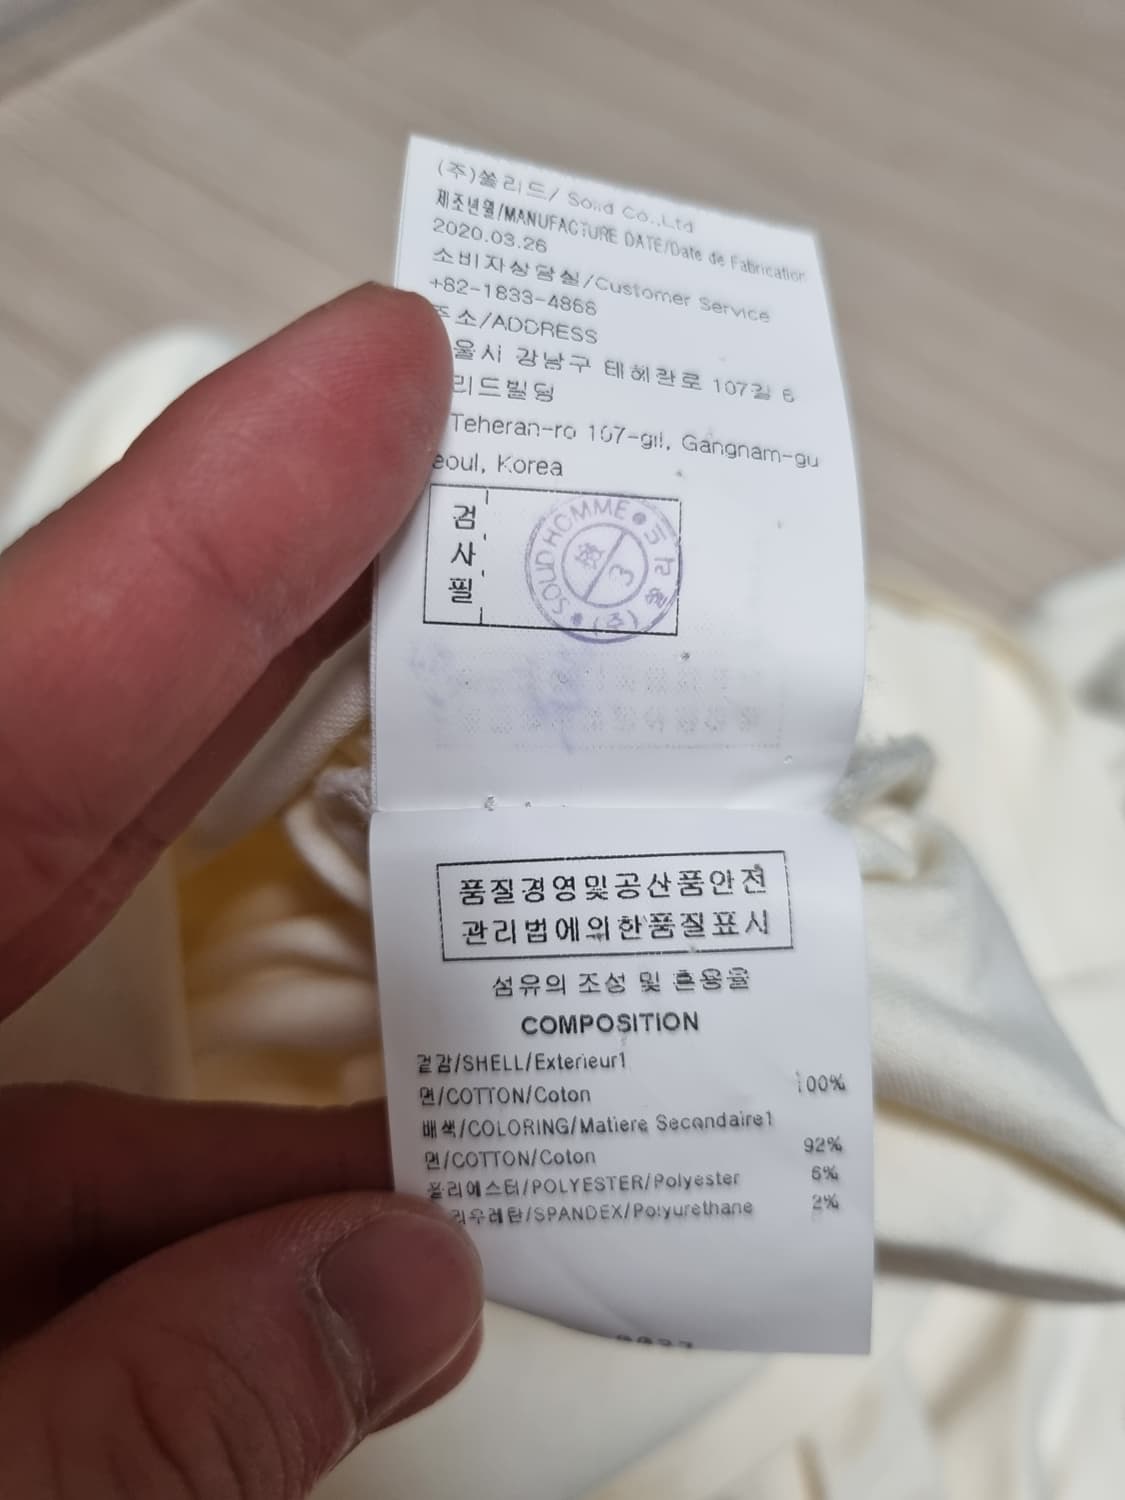 (주)쏠리드/ Solid Co.,Ltd
제조년월/MANUFACTURE DATE/Date de Fabrication
2020.03.26
소비자상담실/Customer Service
+82-1833-4868
주소/ADDRESS
울시 강남구 테헤란로 107길 6
리드빌딩
Teheran-ro 107-gil, Gangnam-gu
eoul, Korea
검사필
SOLID HOMME (주)쏠리드
3
품질경영및공산품안전
관리법에의한품질표시
섬유의 조성 및 혼용율
COMPOSITION
겉감/SHELL/Exterieur1
면/COTTON/Coton 100%
배색/COLORING/Matiere Secondaire1
면/COTTON/Coton 92%
폴리에스터/POLYESTER/Polyester 6%
리우레탄/SPANDEX/Polyurethane 2%